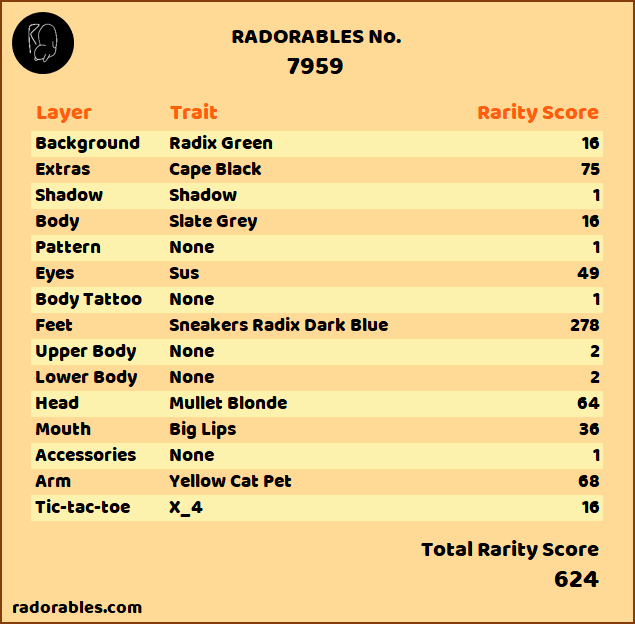 RADORABLES No.
7959
Layer Trait Rarity Score
Background Radix Green 16
Extras Cape Black 75
Shadow Shadow 1
Body Slate Grey 16
Pattern None 1
Eyes Sus 49
Body Tattoo None 1
Feet Sneakers Radix Dark Blue 278
Upper Body None 2
Lower Body None 2
Head Mullet Blonde 64
Mouth Big Lips 36
Accessories None 1
Arm Yellow Cat Pet 68
Tic-tac-toe X_4 16
Total Rarity Score
624
radorables.com